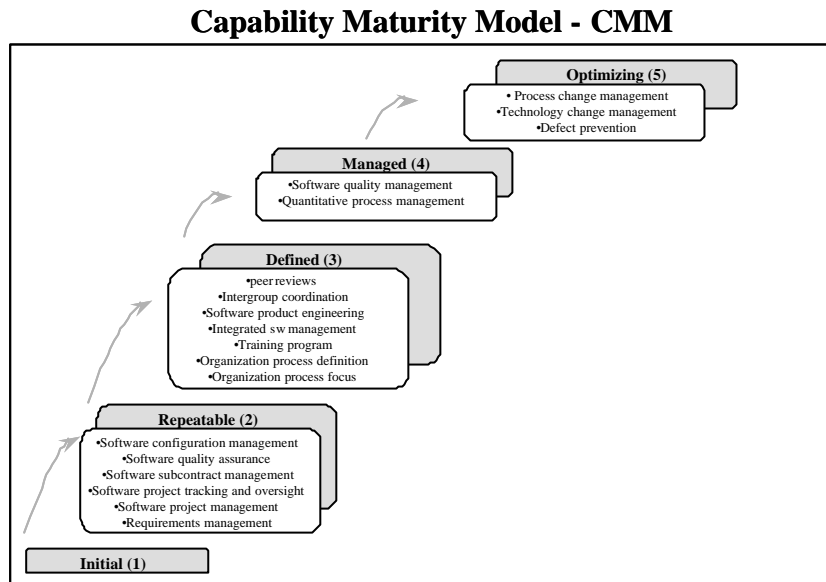 Capability Maturity Model - CMM
Optimizing (5)
• Process change management
•Technology change management
•Defect prevention
Managed (4)
•Software quality management
•Quantitative process management
Defined (3)
•peer reviews
•Intergroup coordination
•Software product engineering
•Integrated sw management
•Training program
•Organization process definition
•Organization process focus
Repeatable (2)
•Software configuration management
•Software quality assurance
•Software subcontract management
•Software project tracking and oversight
•Software project management
•Requirements management
Initial (1)